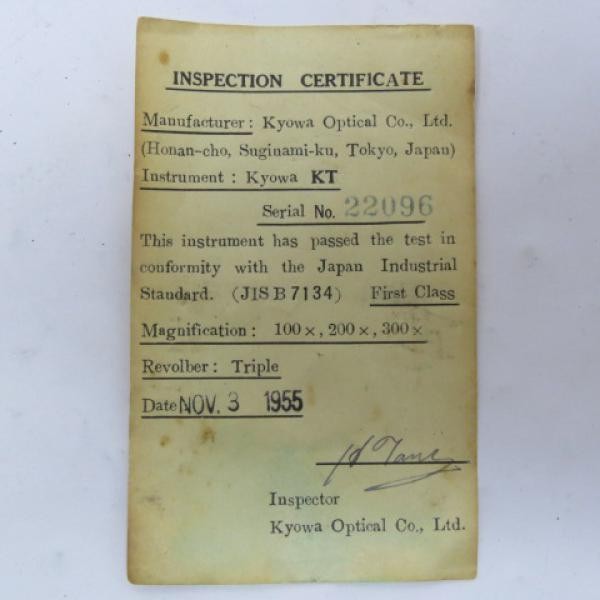 INSPECTION CERTIFICATE
Manufacturer: Kyowa Optical Co., Ltd.
(Honan-cho, Suginami-ku, Tokyo, Japan)
Instrument: Kyowa KT
Serial No. 22096
This instrument has passed the test in
conformity with the Japan Industrial
Standard. (JIS B 7134) First Class
Magnification: 100×, 200×, 300×
Revolber: Triple
Date NOV. 3 1955
Inspector
Kyowa Optical Co., Ltd.